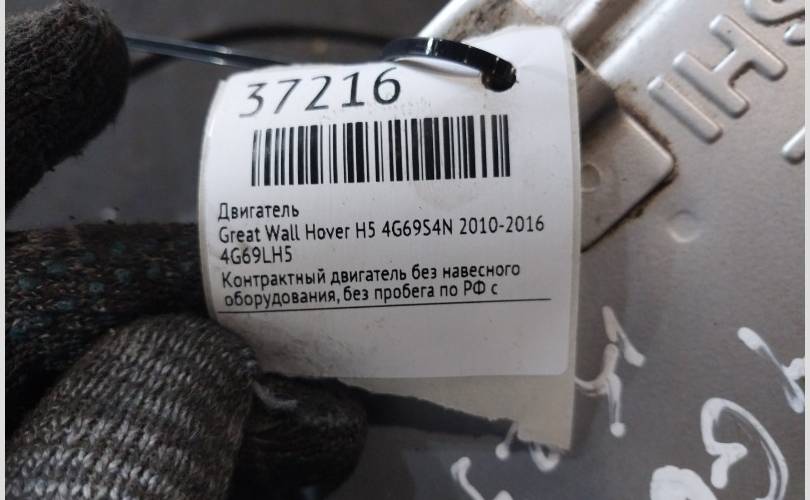 37216
Двигатель
Great Wall Hover H5 4G69S4N 2010-2016
4G69LH5
Контрактный двигатель без навесного
оборудования, без пробега по РФ с